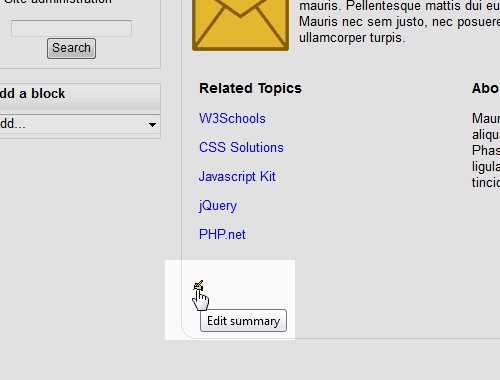 Site administration
Search
dd a block
dd...
mauris. Pellentesque mattis dui eu
Mauris nec sem justo, nec posuere
ullamcorper turpis.
Related Topics
W3Schools
CSS Solutions
Javascript Kit
jQuery
PHP.net
Abo
Maur
aliqu
Phas
ligula
tincid
Edit summary